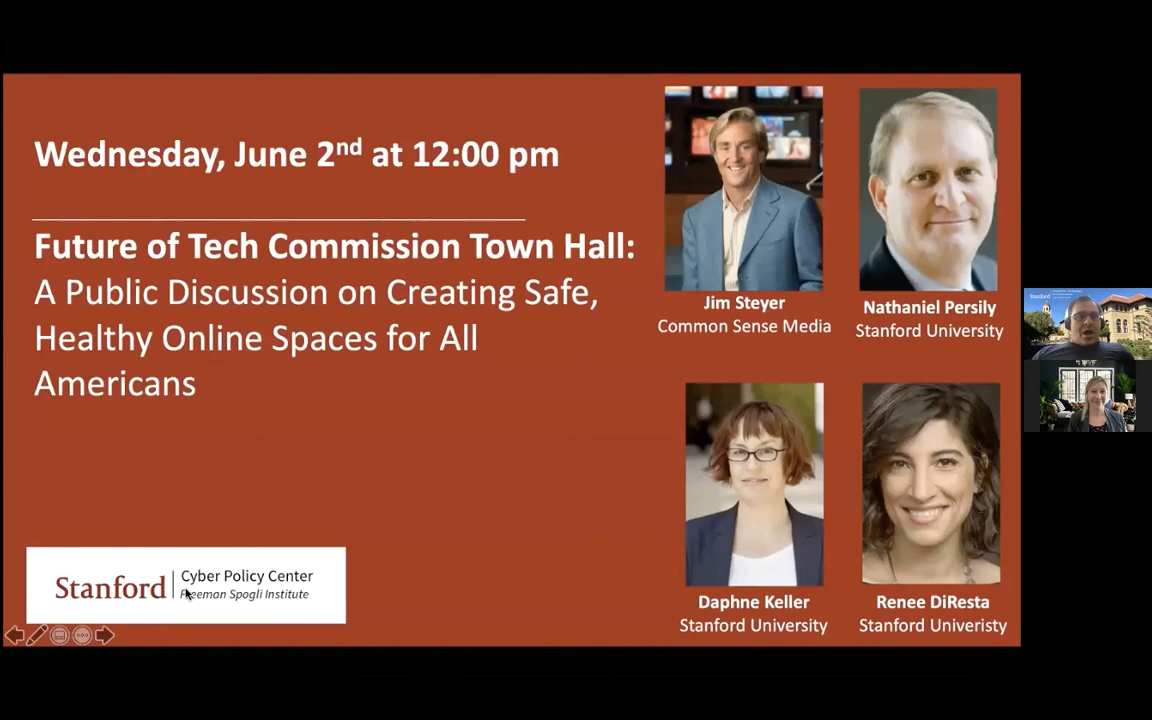 Wednesday, June 2nd at 12:00 pm
Future of Tech Commission Town Hall:
A Public Discussion on Creating Safe,
Healthy Online Spaces for All
Americans
Jim Steyer
Common Sense Media
Nathaniel Persily
Stanford University
Daphne Keller
Stanford University
Renee DiResta
Stanford Univeristy
Stanford
Cyber Policy Center
Freeman Spogli Institute
Stanford